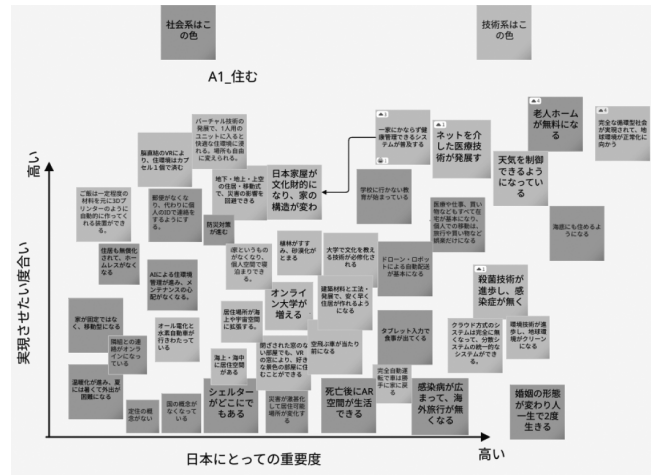 社会系はこ
の色
技術系はこ
の色
A1_住む
高い
実現させたい度合い
日本にとっての重要度
高い
バーチャル技術の
発展で、1人用の
ユニットに入ると
快適な住環境に浸れる。場所も自由
に変えられる。
脳直結のVRによ
り、住環境はカプ
セル1個で済む
地下・地上・上空
の住居・移動式
で、災害の影響を
回避できる
日本家屋が
文化財的に
なり、家の
構造が変わ
一家にかならず健
康管理できるシス
テムが普及する
ネットを介
した医療技
術が発展す
老人ホーム
が無料になる
完全な循環型社会
が実現されて、地
球環境が正常化に
向かう
天気を制御
できるよう
になっている
学校に行かない教
育が始まっている
ご飯は一定程度の
材料を元に3Dプ
リンターのように
自動的に作ってく
れる装置ができる。
郵便がなくなり、代わりに個
人のIDで連絡を
するようにす。
防災対策
が進む
医療や仕事、買い
物などもすべて在
宅が基本になり、
個人での移動は、
旅行や買い物など
娯楽だけになる
海底にも住めるよ
うになる
住居も無償化
されて、ホー
ムレスがなく
なる
AIによる住環境
管理が進み、メン
テナンスの心
配がなくなる。
家というもの
がなくなり、
個人空間で寝
泊まりできる。
植林がすす
み、砂漠化が
とまる
大学で文化を教え
る技術が必修化さ
れる
ドローン・ロボッ
トによる自動配送
が基本になる
殺菌技術が
進歩し、感
染症が無く
オンライ
ン大学が
増える
建築材料と工法・
発展で、安く早く
住居が作れるよう
になる
家が固定ではな
く、移動型になる
隣組との連
絡がオンラ
インになっ
ている
オール電化と
水素自動車が
行きわたって
いる
居住場所が海
上や宇宙空間
に拡張する。
タブレット入力で
食事が出てくる
クラウド方式のシ
ステムは完全に無
くなって、分散シ
ステムの統一的な
システムができ
る。
環境技術が進
歩し、地球環
境がクリーン
になる
海上・海中
に居住空間
がある
閉ざされた窓のな
い部屋でも、VR
の窓により、好き
な景色の部屋に住
むことができる
空飛ぶ車が当たり
前になる
温暖化が進み、夏
には暑くて外出が
困難になる
定住の概
念がない
国の概念が
なくなって
いる
シェルター
がどこにで
もある
災害が激甚化
して居住可能
場所が変化す
る
死亡後にAR
空間が生活
できる
完全自動運
転で車は勝
手に家に戻
る
感染病が広
まって、海
外旅行が無
くなる
婚姻の形態
が変わり人
一生で2度
生きる